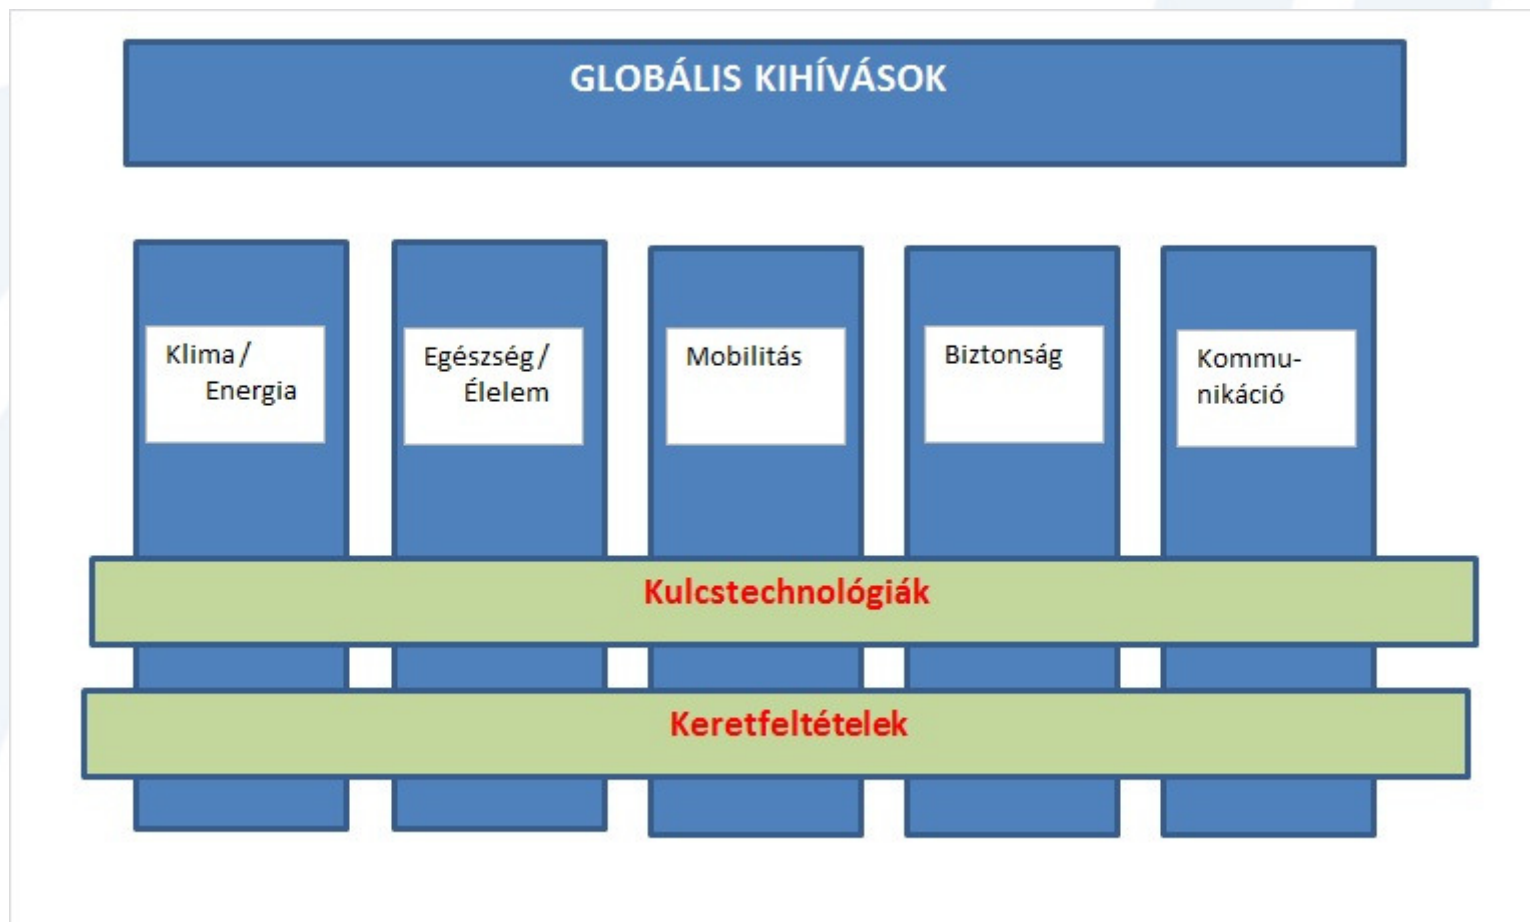 GLOBÁLIS KIHÍVÁSOK
Klima/
Energia
Egészség/
Élelem
Mobilitás
Biztonság
Kommu-
nikáció
Kulcstechnológiák
Keretfeltételek